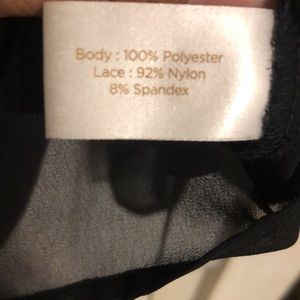 Body : 100% Polyester
Lace : 92% Nylon
8% Spandex